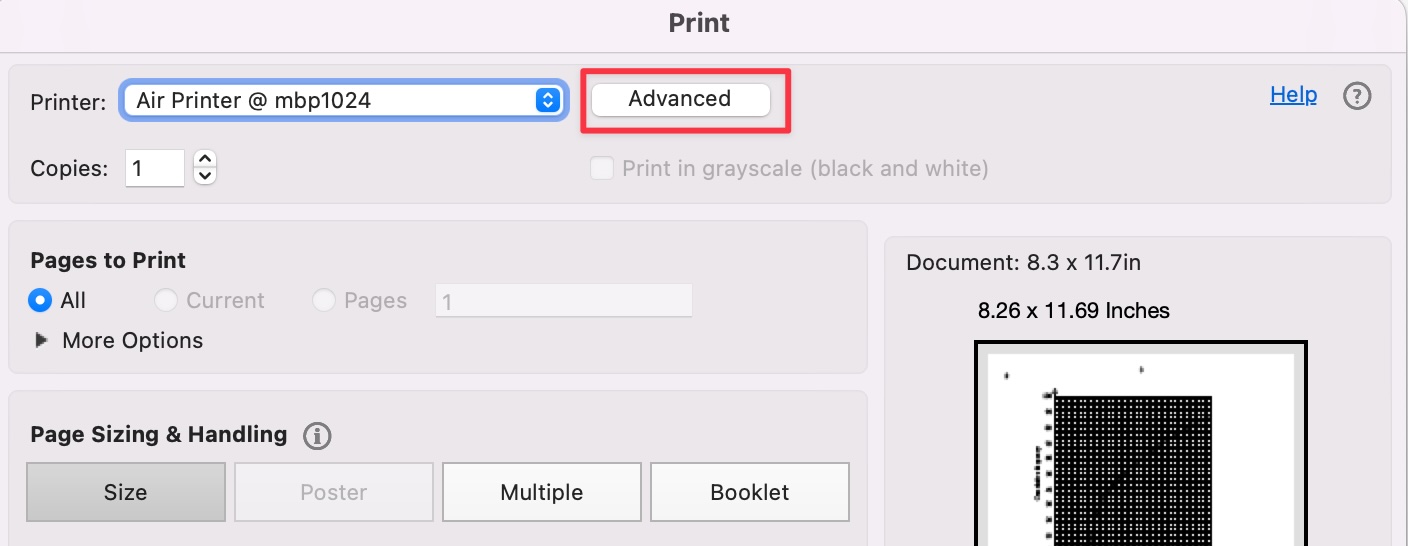 Print
Printer: Air Printer @ mbp1024 Advanced Help ?
Copies: 1 Print in grayscale (black and white)
Pages to Print
All Current Pages 1
More Options
Page Sizing & Handling
Size Poster Multiple Booklet
Document: 8.3 x 11.7in
8.26 x 11.69 Inches